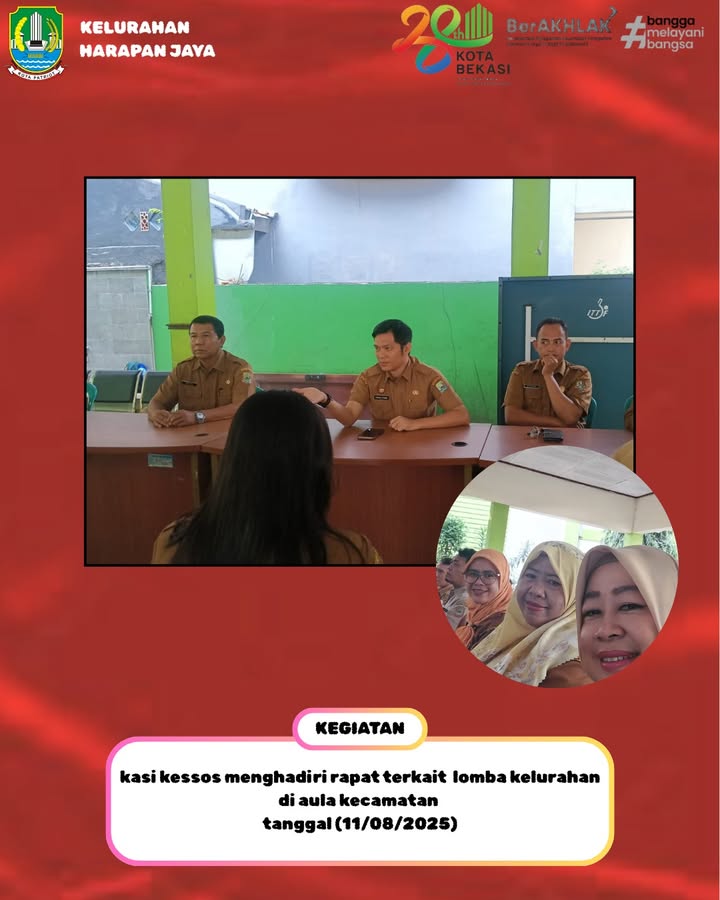 KELURAHAN
HARAPAN JAYA
KOTA PATRIOT
28th
KOTA
BEKASI
BerAKHLAK
#bangga
melayani
bangsa
KEGIATAN
kasi kessos menghadiri rapat terkait lomba kelurahan
di aula kecamatan
tanggal (11/08/2025)